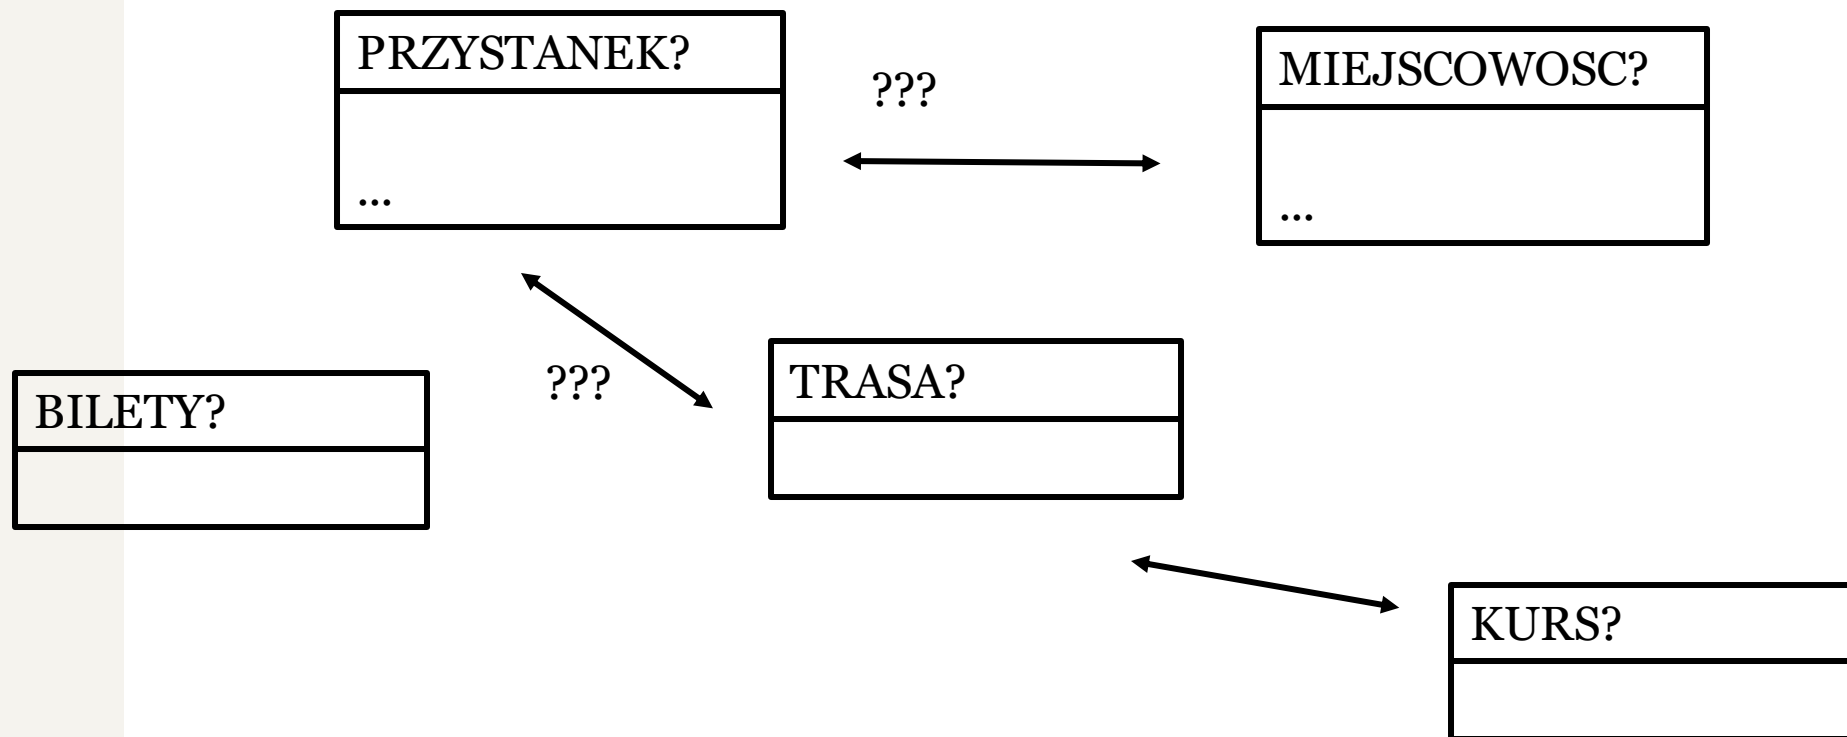 PRZYSTANEK?
...
???
MIEJSCOWOSC?
...
???
BILETY?
TRASA?
KURS?